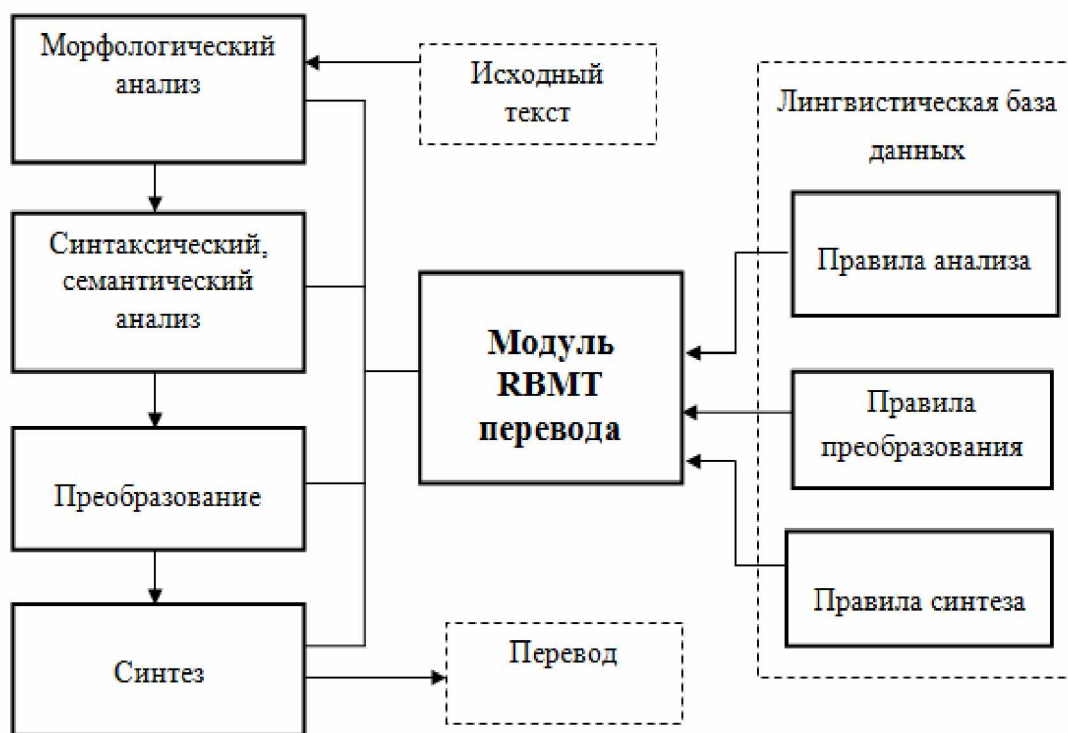 Морфологический
анализ
Исходный
текст
Лингвистическая база
данных
Синтаксический,
семантический
анализ
Правила анализа
Модуль
RBMT
перевода
Правила
преобразования
Преобразование
Правила синтеза
Синтез
Перевод